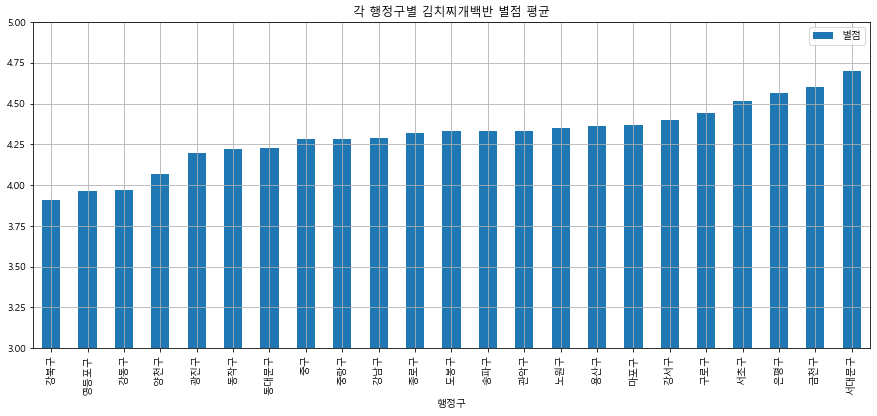 각 행정구별 김치찌개백반 별점 평균
별점
5.00
4.75
4.50
4.25
4.00
3.75
3.50
3.25
3.00
강북구
영등포구
강동구
양천구
광진구
동작구
동대문구
중구
중랑구
강남구
종로구
도봉구
송파구
관악구
노원구
용산구
마포구
강서구
구로구
서초구
은평구
금천구
서대문구
행정구